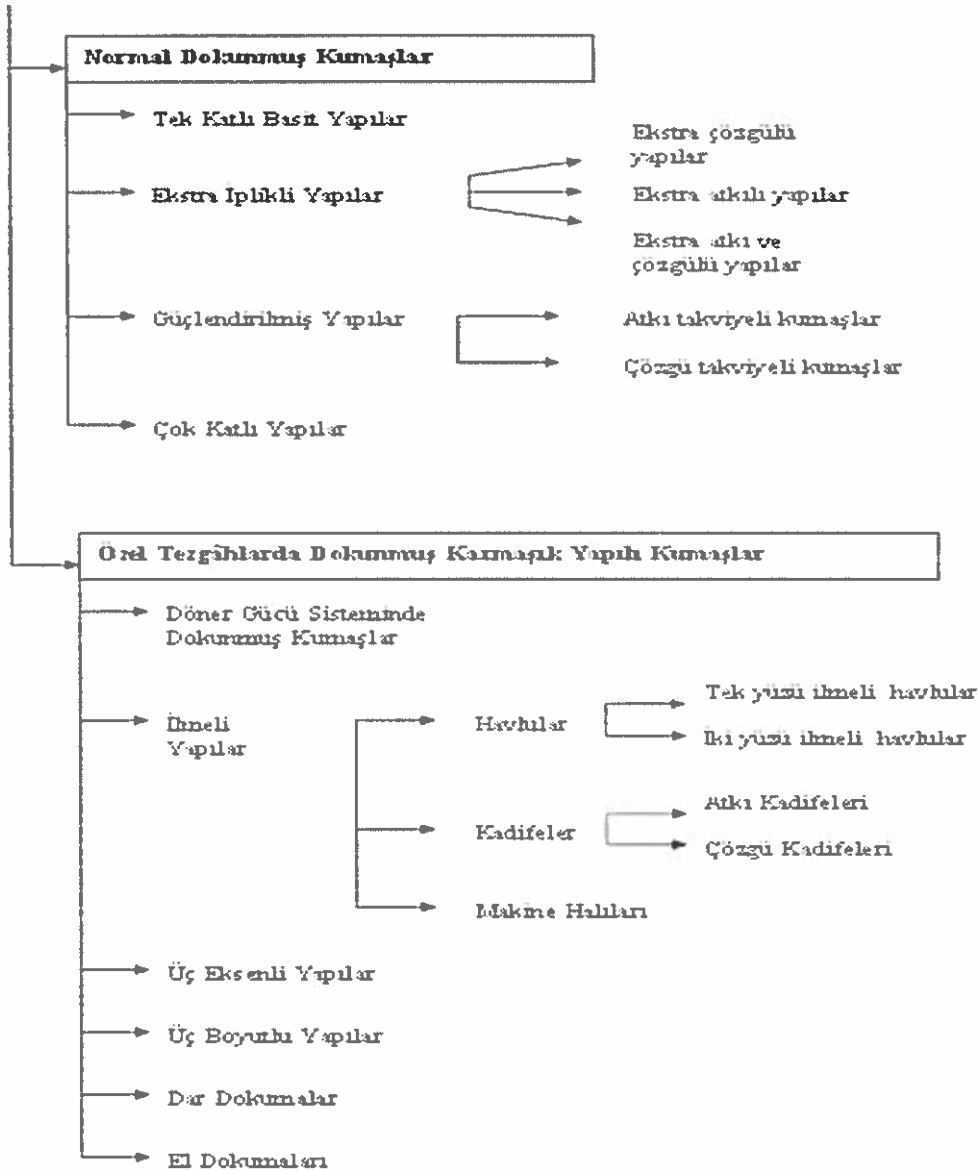 Normal Dokunmuş Kumaşlar
Tek Katlı Basit Yapılar
Ekstra İplikli Yapılar
Ekstra çözgülü
yapılar
Ekstra atkılı yapılar
Ekstra atkı ve
çözgülü yapılar
Güçlendirilmiş Yapılar
Atkı takviyeli kumaşlar
Çözgü takviyeli kumaşlar
Çok Katlı Yapılar
Özel Tezgâhlarda Dokunmuş Karmaşık Yapılı Kumaşlar
Döner Gücü Sisteminde
Dokunmuş Kumaşlar
İlmeli
Yapılar
Havlular
Tek yüzü ilmeli havlular
İki yüzü ilmeli havlular
Kadifeler
Atkı Kadifeleri
Çözgü Kadifeleri
Makine Halıları
Üç Eksenli Yapılar
Üç Boyutlu Yapılar
Dar Dokumalar
El Dokumaları